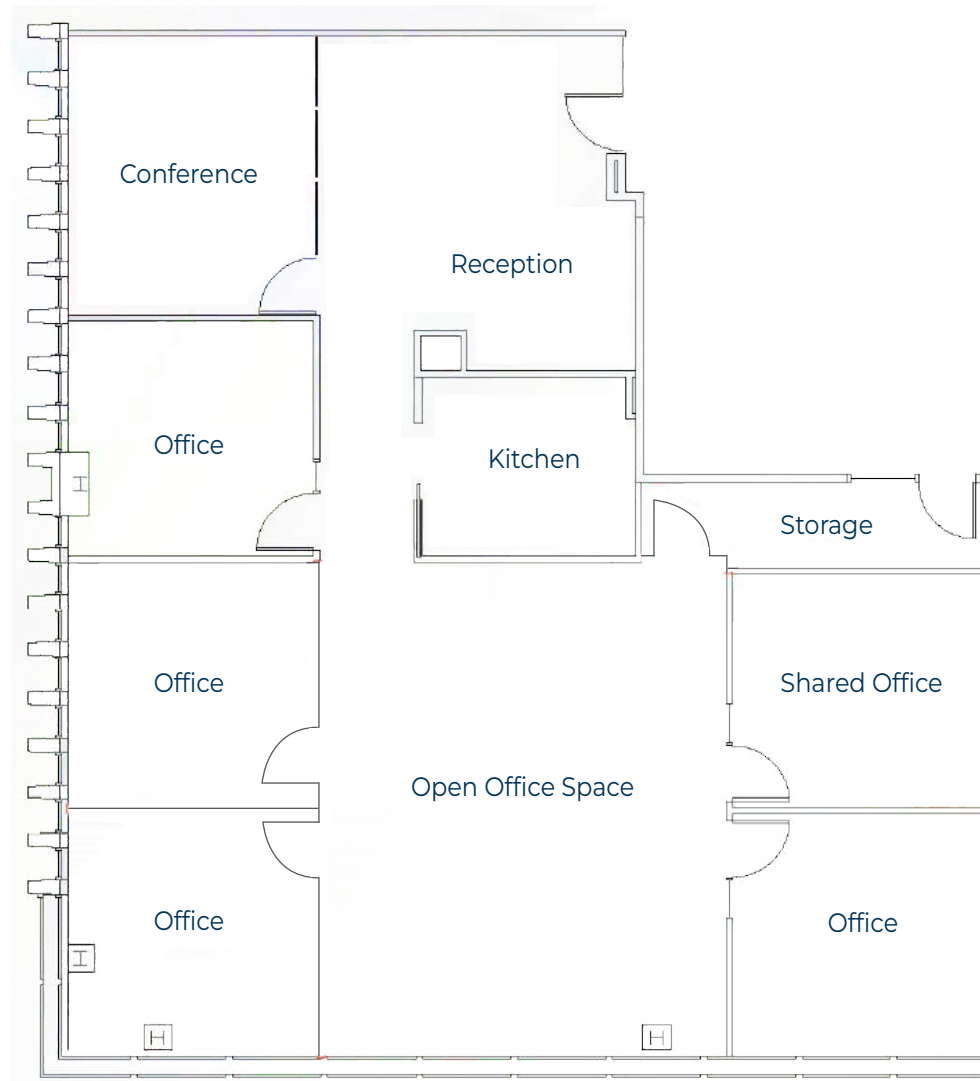 Conference
Reception
Office
Kitchen
Storage
Office
Shared Office
Open Office Space
Office
Office
H
H
H
H